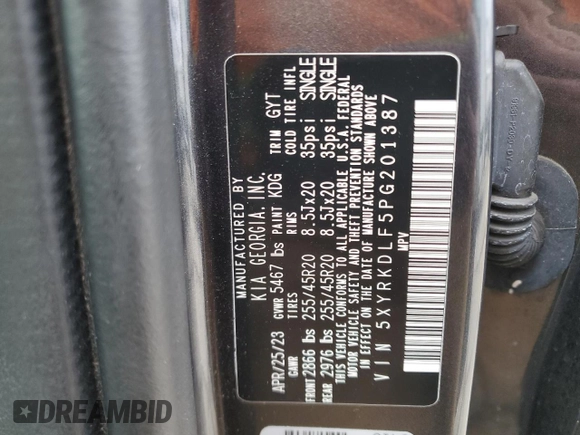 MANUFACTURED BY
KIA GEORGIA, INC.
APR/25/23 GVWR 5467 lbs PAINT KDG TRIM GYT
GAWR TIRES RIMS COLD TIRE INFL
FRONT 2866 lbs 255/45R20 8.5Jx20 35psi SINGLE
REAR 2976 lbs 255/45R20 8.5Jx20 35psi SINGLE
THIS VEHICLE CONFORMS TO ALL APPLICABLE U.S.A. FEDERAL
MOTOR VEHICLE SAFETY AND THEFT PREVENTION STANDARDS
IN EFFECT ON THE DATE OF MANUFACTURE SHOWN ABOVE
VIN 5XYRKDLF5PG201387
MPV
DREAMBID